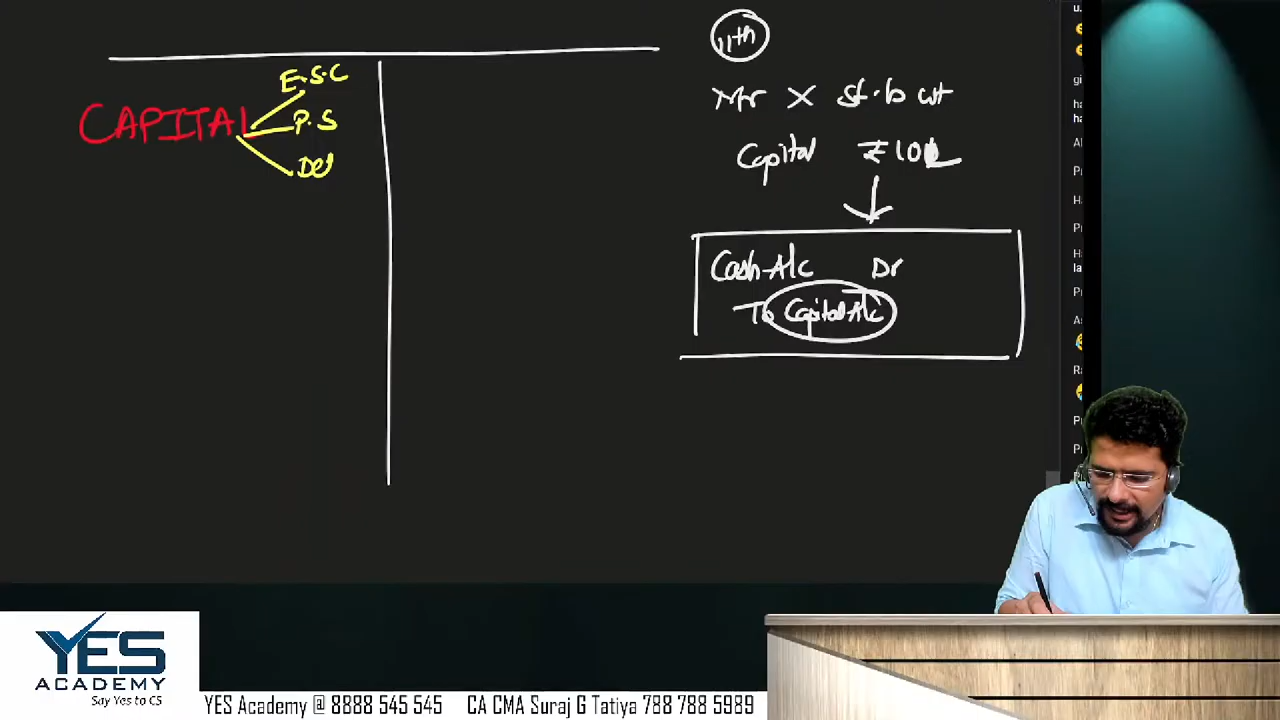 CAPITAL
E.S.C
P.S
Deb
11th
Mr X st. b wt
Capital ₹ 10L
Cash A/c Dr
To Capital A/c
YES
ACADEMY
Say Yes to CS
YES Academy @ 8888 545 545 CA CMA Suraj G Tatiya 788 788 5989